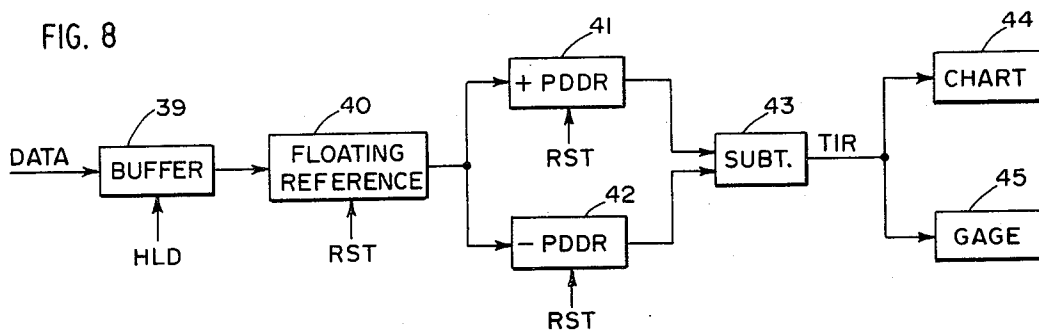 FIG. 8
DATA
39
BUFFER
HLD
40
FLOATING
REFERENCE
RST
41
+ PDDR
RST
42
- PDDR
RST
43
SUBT.
TIR
44
CHART
45
GAGE